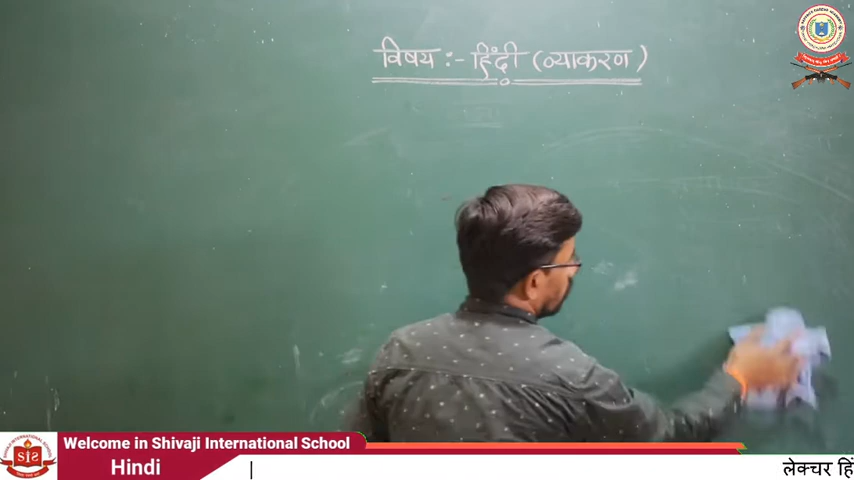 विषय :- हिंदी (व्याकरण)
Welcome in Shivaji International School
Hindi
लेक्चर हिं